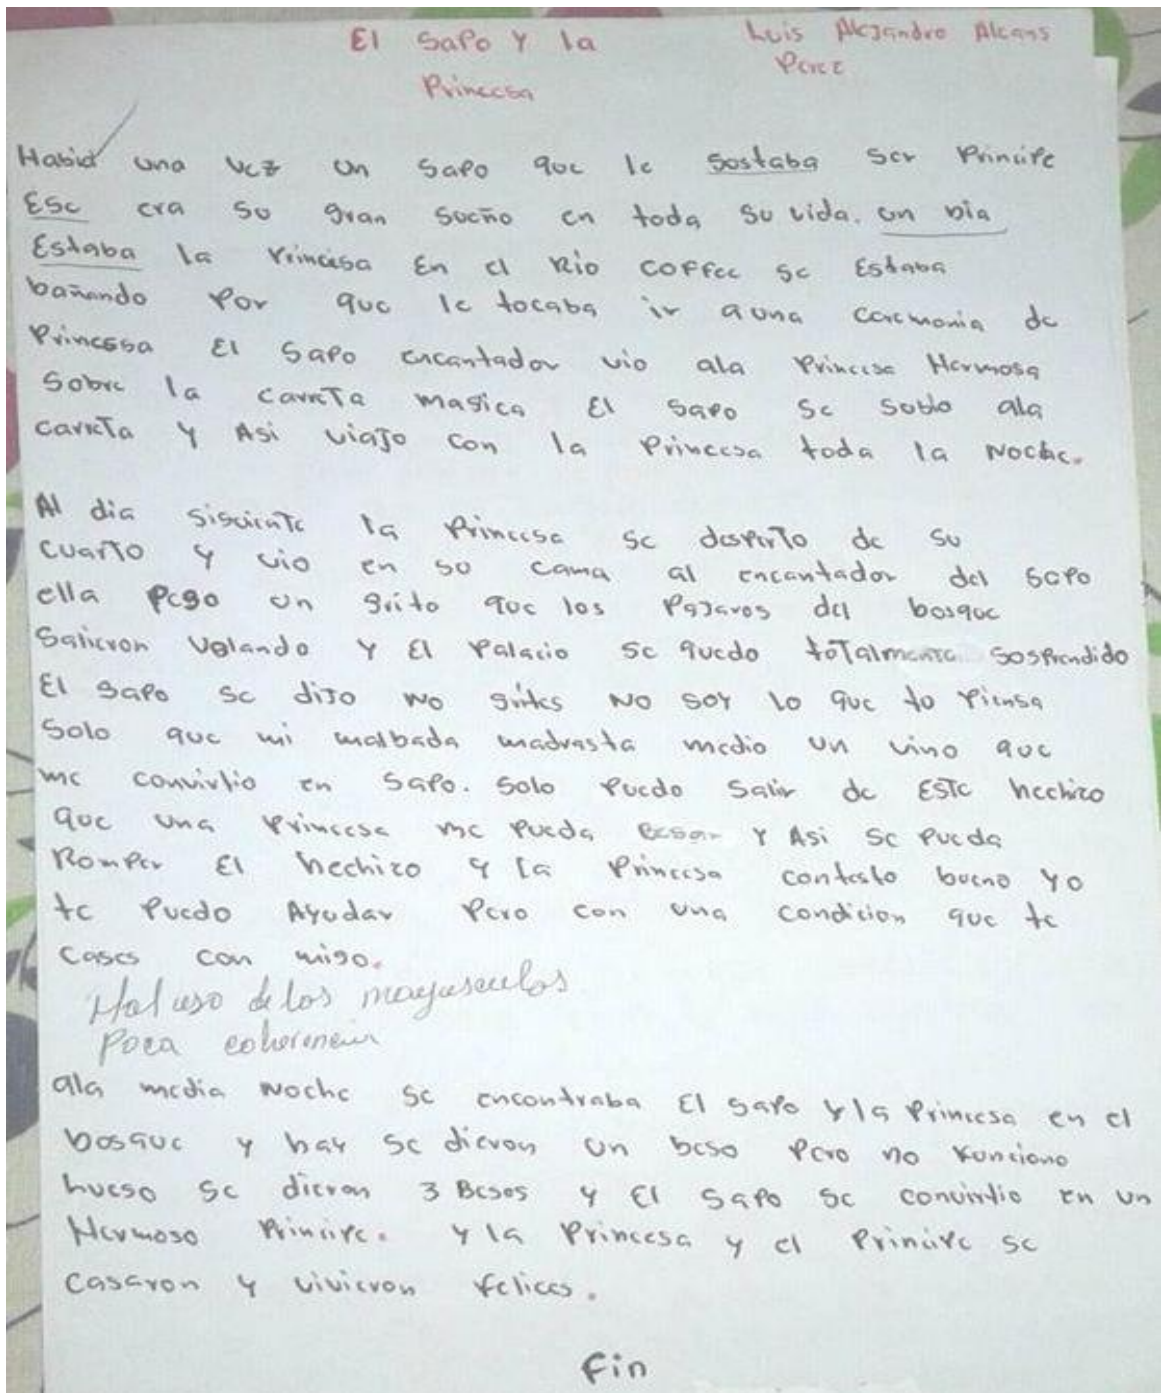 El Sapo Y la
Princesa
Luis Alejandro Alcans
Perez
Habia una vez un sapo que le gostaba ser Principe
Ese era su gran sueño en toda su vida. un dia
Estaba la Princesa En el Rio coffee se Estaba
bañando Por que le tocaba ir auna ceremonia de
Princessa El sapo encantador vio ala Princesa Hermosa
Sobre la carreTa magica El sapo se subio ala
carreTa Y Asi viaJo con la Princesa toda la Noche.
Al dia siguienTe la Princesa se desperTo de su
cuarto y vio en su cama al encantador del sapo
ella Pego un grito que los PaJaros del bosque
Salieron Volando Y El Palacio se quedo toTalmente Sosprendido
El sapo se diJo No grites No soy lo que tu Piensa
Solo que mi malbada madrasta medio un vino que
me convirtio en sapo. Solo Puedo Salir de ESTe hechizo
que una Princesa me Pueda Besar Y Asi se Pueda
Romper El hechizo y la Princesa contesto bueno yo
te Puedo Ayudar Pero con una condicion que te
cases con migo.
Mal uso de las mayusculas
Poca coherencia
ala media Noche se encontraba El sapo y la Princesa en el
bosque y hay se dieron un beso Pero no funciono
luego se dieron 3 Besos y El sapo se convirtio en un
Hermoso Principe. y la Princesa y el Principe se
casaron y vivieron felices.
Fin